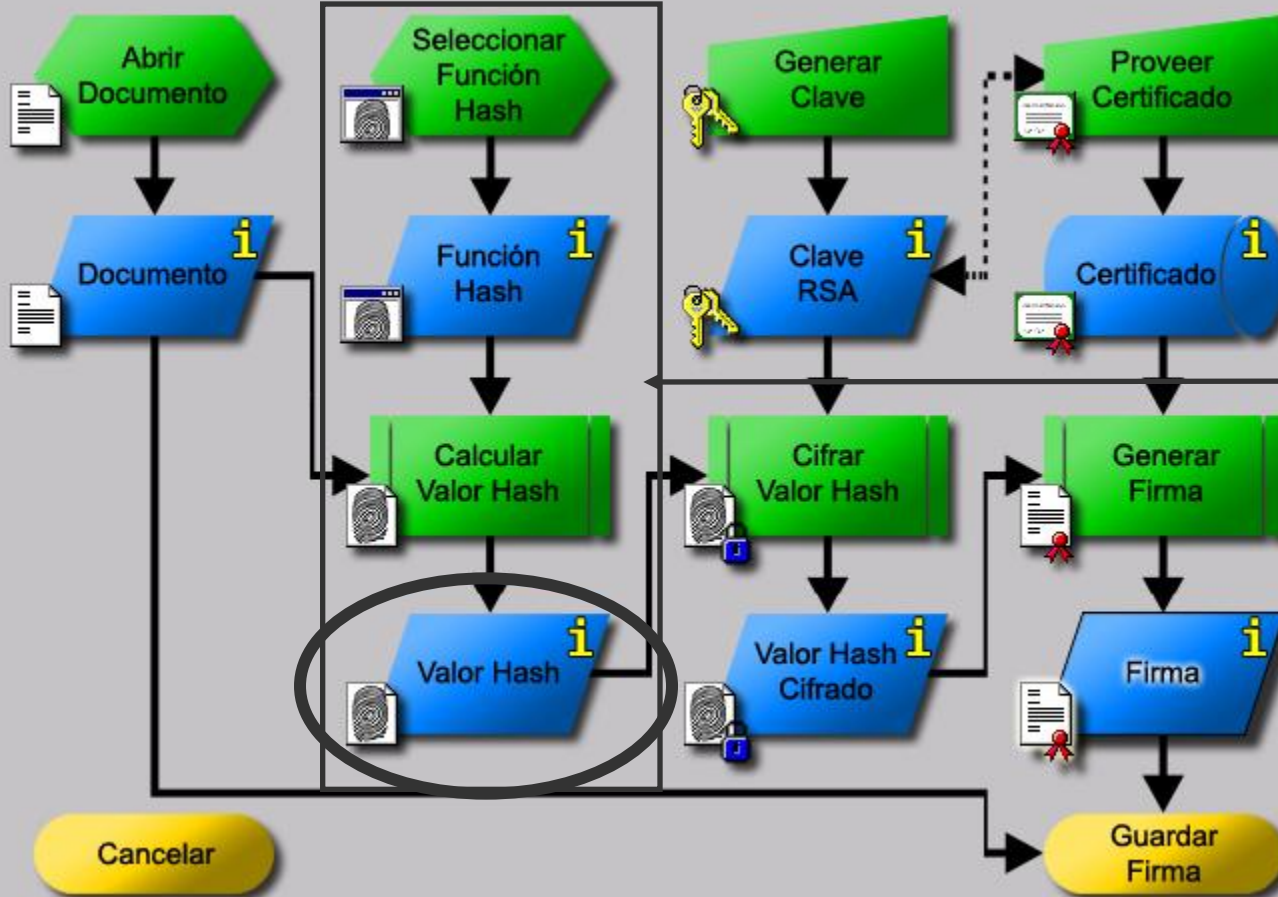 Abrir
Documento
Seleccionar
Función
Hash
Generar
Clave
Proveer
Certificado
Documento
i
Función
Hash
i
Clave
RSA
i
Certificado
i
Calcular
Valor Hash
Cifrar
Valor Hash
Generar
Firma
Valor Hash
i
Valor Hash
Cifrado
i
Firma
i
Cancelar
Guardar
Firma